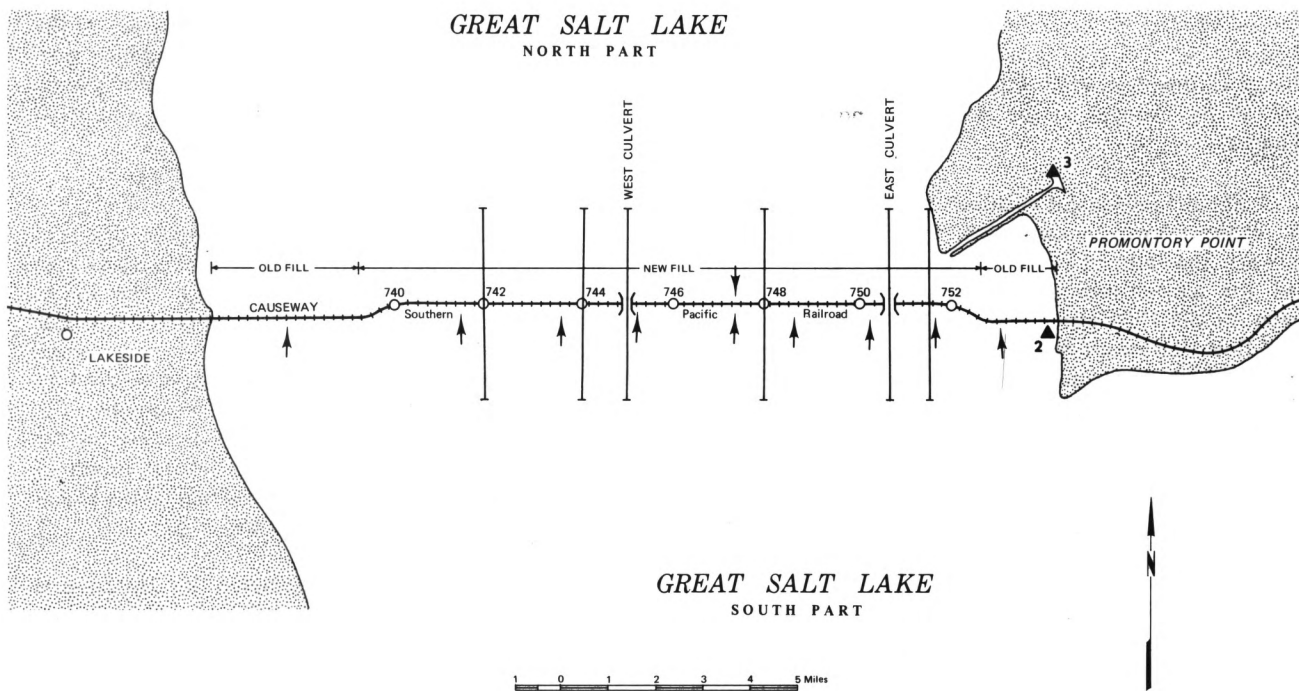 GREAT SALT LAKE
NORTH PART
WEST CULVERT
EAST CULVERT
3
PROMONTORY POINT
OLD FILL
NEW FILL
OLD FILL
CAUSEWAY
740
742
744
746
748
750
752
Southern
Pacific
Railroad
LAKESIDE
2
N
GREAT SALT LAKE
SOUTH PART
1 0 1 2 3 4 5 Miles